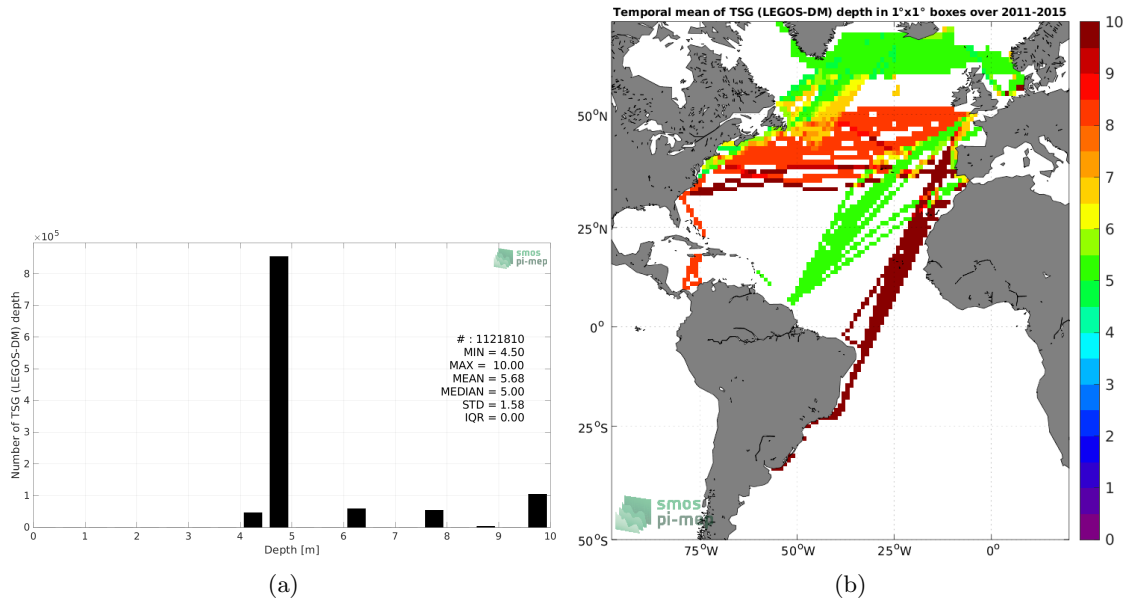 Temporal mean of TSG (LEGOS-DM) depth in 1°x1° boxes over 2011-2015
×10⁵
8
7
6
5
4
3
2
1
0
Number of TSG (LEGOS-DM) depth
smos
pi-mep
# : 1121810
MIN = 4.50
MAX = 10.00
MEAN = 5.68
MEDIAN = 5.00
STD = 1.58
IQR = 0.00
0 1 2 3 4 5 6 7 8 9 10
Depth [m]
(a)
50°N
25°N
0°
25°S
50°S
75°W 50°W 25°W 0°
smos
pi-mep
10
9
8
7
6
5
4
3
2
1
0
(b)